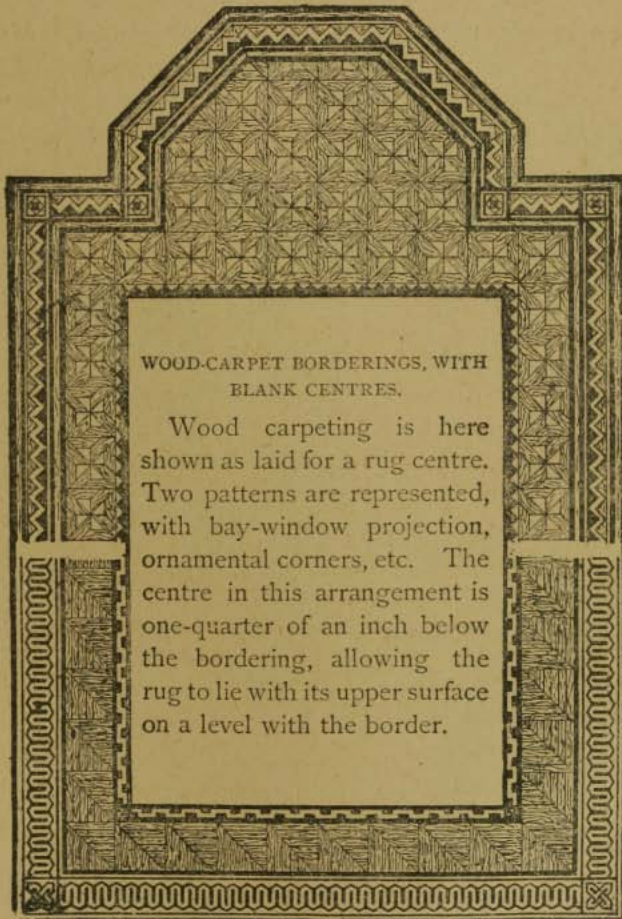 WOOD-CARPET BORDERINGS, WITH
BLANK CENTRES.
Wood carpeting is here
shown as laid for a rug centre.
Two patterns are represented,
with bay-window projection,
ornamental corners, etc. The
centre in this arrangement is
one-quarter of an inch below
the bordering, allowing the
rug to lie with its upper surface
on a level with the border.